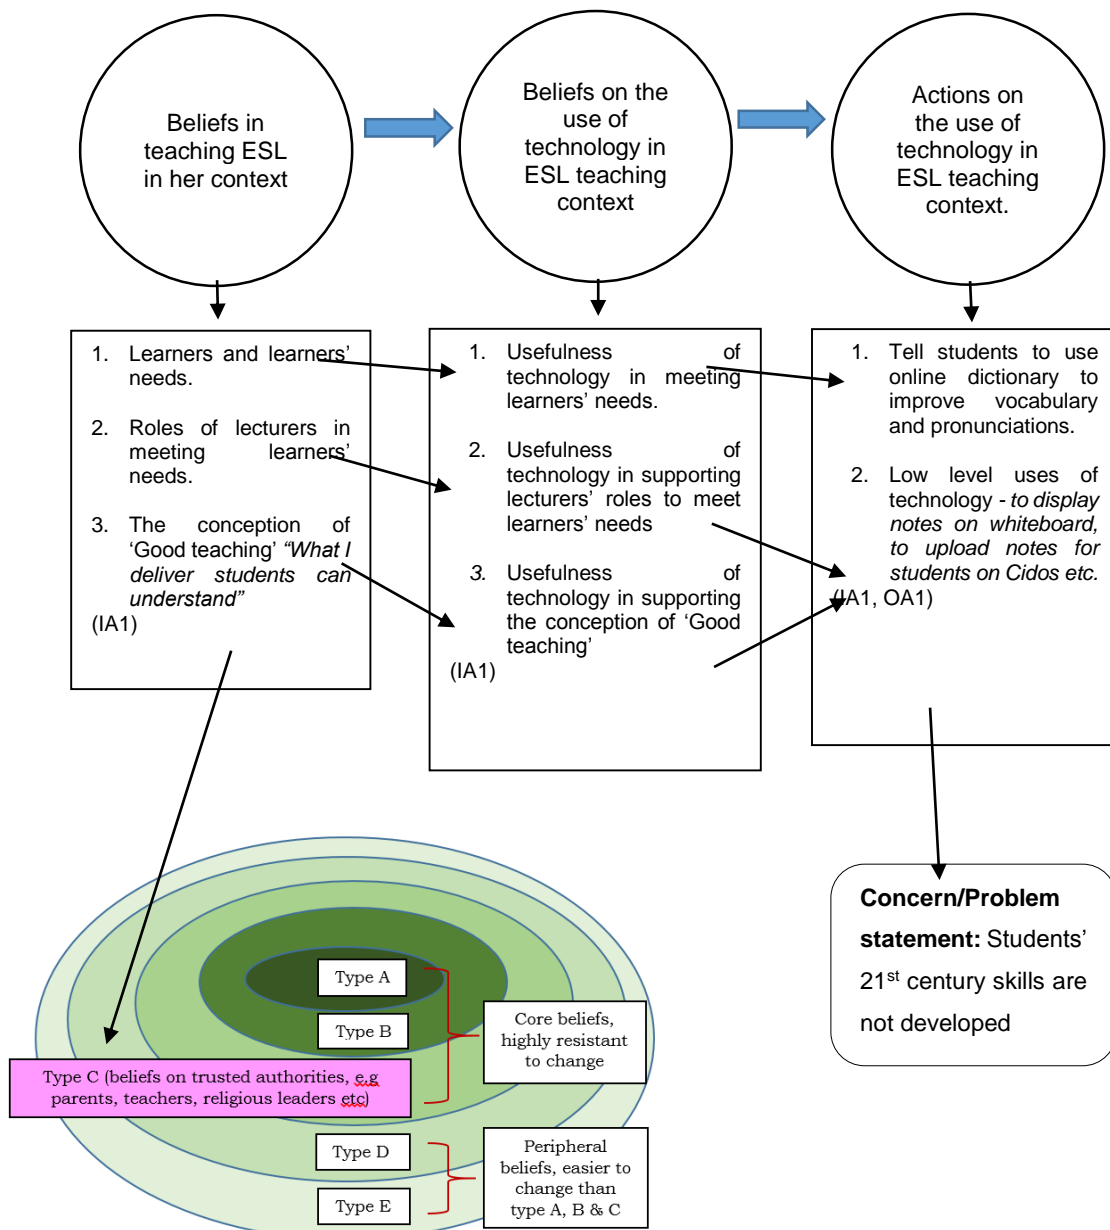 Beliefs in
teaching ESL
in her context
Beliefs on the
use of
technology in
ESL teaching
context
Actions on
the use of
technology in
ESL teaching
context.
1. Learners and learners’
needs.
2. Roles of lecturers in
meeting learners’
needs.
3. The conception of
‘Good teaching’ “What I
deliver students can
understand”
(IA1)
1. Usefulness of
technology in meeting
learners’ needs.
2. Usefulness of
technology in supporting
lecturers’ roles to meet
learners’ needs
3. Usefulness of
technology in supporting
the conception of ‘Good
teaching’
(IA1)
1. Tell students to use
online dictionary to
improve vocabulary
and pronunciations.
2. Low level uses of
technology - to display
notes on whiteboard,
to upload notes for
students on Cidos etc.
(IA1, OA1)
Concern/Problem
statement: Students’
21st century skills are
not developed
Type A
Type B
Core beliefs,
highly resistant
to change
Type C (beliefs on trusted authorities, e.g
parents, teachers, religious leaders etc)
Type D
Type E
Peripheral
beliefs, easier to
change than
type A, B & C